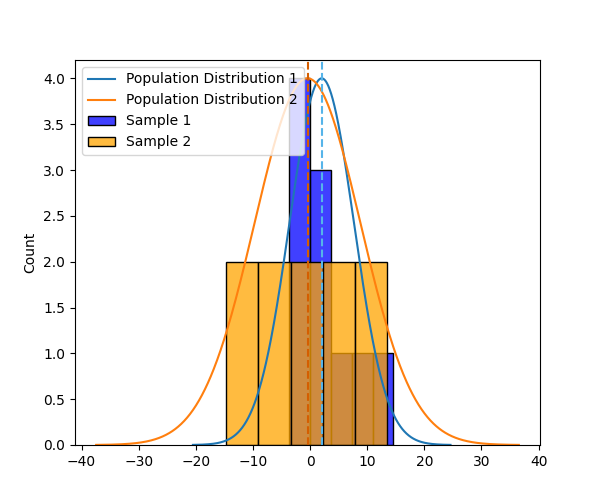 Population Distribution 1
Population Distribution 2
Sample 1
Sample 2
Count
4.0
3.5
3.0
2.5
2.0
1.5
1.0
0.5
0.0
−40 −30 −20 −10 0 10 20 30 40